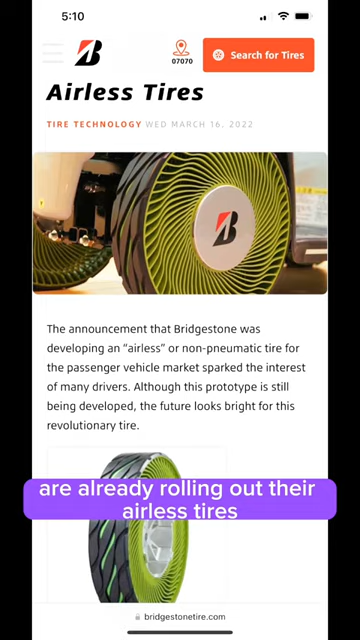 5:10
B
07070
Search for Tires
Airless Tires
TIRE TECHNOLOGY WED MARCH 16, 2022
B
The announcement that Bridgestone was
developing an “airless” or non-pneumatic tire for
the passenger vehicle market sparked the interest
of many drivers. Although this prototype is still
being developed, the future looks bright for this
revolutionary tire.
are already rolling out their
airless tires
bridgestonetire.com